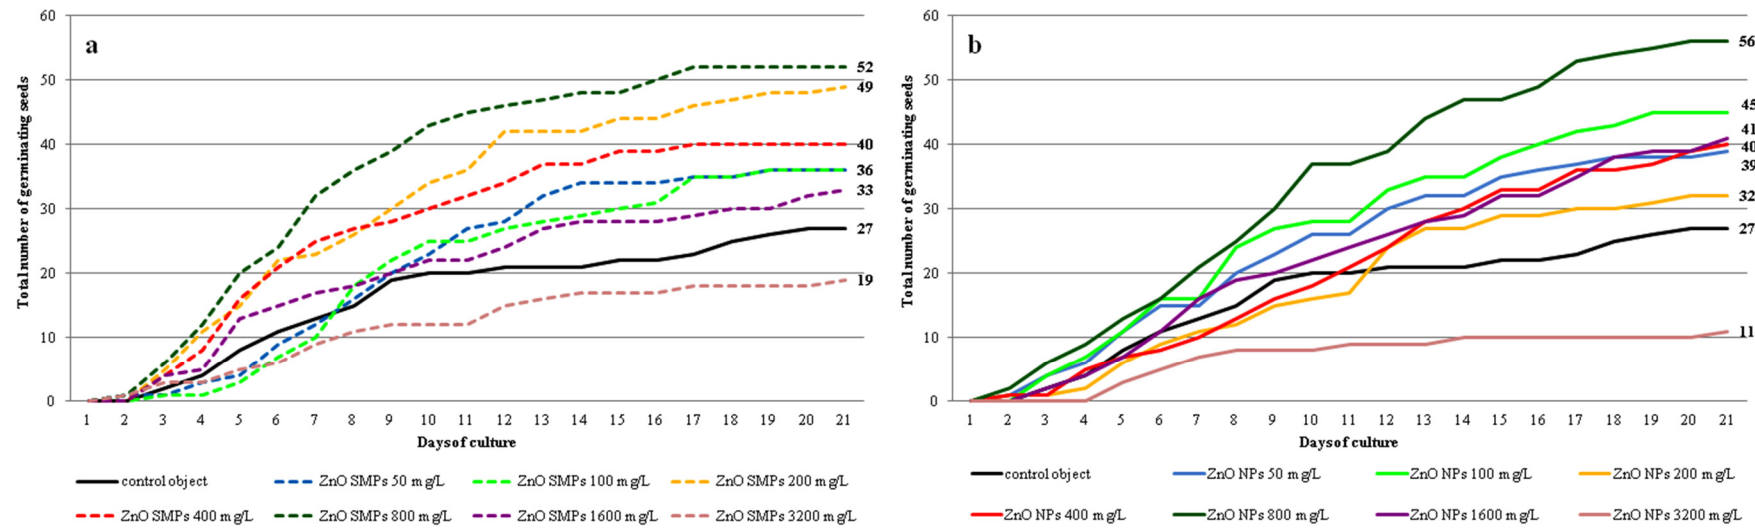 a
Total number of germinating seeds
60
50
40
30
20
10
0
52
49
40
36
33
27
19
1 2 3 4 5 6 7 8 9 10 11 12 13 14 15 16 17 18 19 20 21
Days of culture
control object ZnO SMPs 50 mg/L ZnO SMPs 100 mg/L ZnO SMPs 200 mg/L
ZnO SMPs 400 mg/L ZnO SMPs 800 mg/L ZnO SMPs 1600 mg/L ZnO SMPs 3200 mg/L
b
Total number of germinating seeds
60
50
40
30
20
10
0
56
45
41
40
39
32
27
11
1 2 3 4 5 6 7 8 9 10 11 12 13 14 15 16 17 18 19 20 21
Days of culture
control object ZnO NPs 50 mg/L ZnO NPs 100 mg/L ZnO NPs 200 mg/L
ZnO NPs 400 mg/L ZnO NPs 800 mg/L ZnO NPs 1600 mg/L ZnO NPs 3200 mg/L